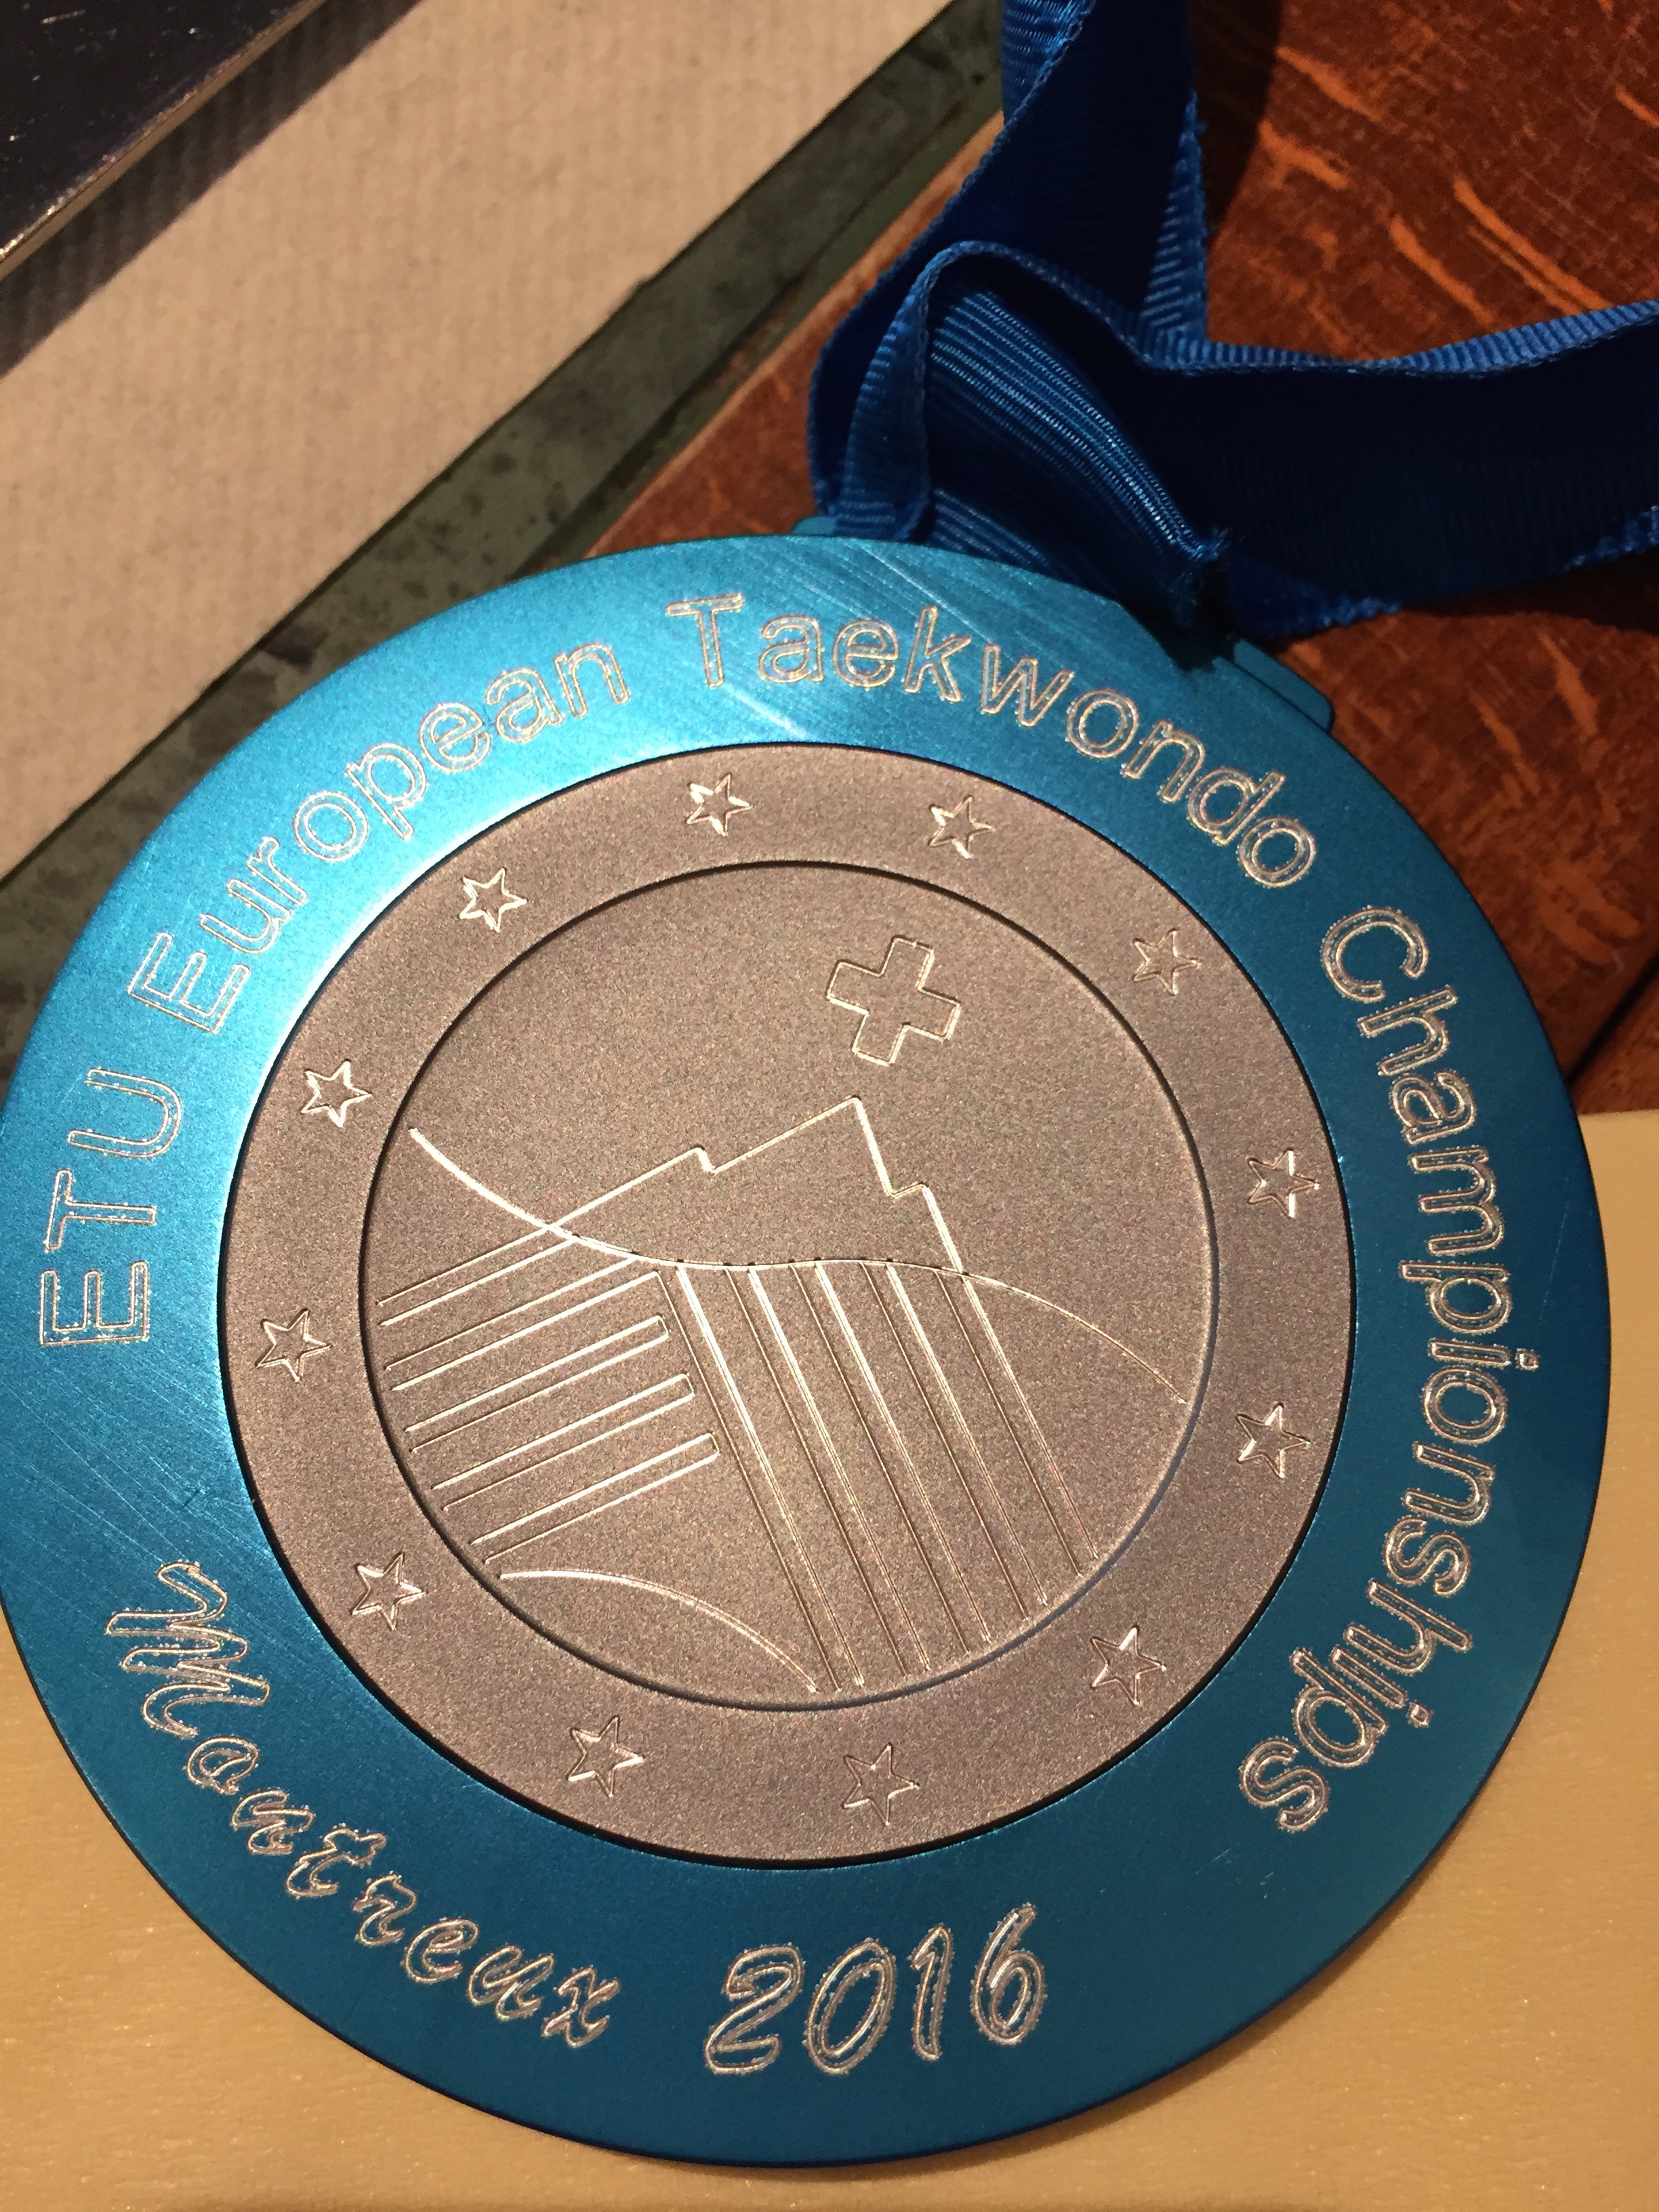 ETU European Taekwondo Championships
Montreux 2016